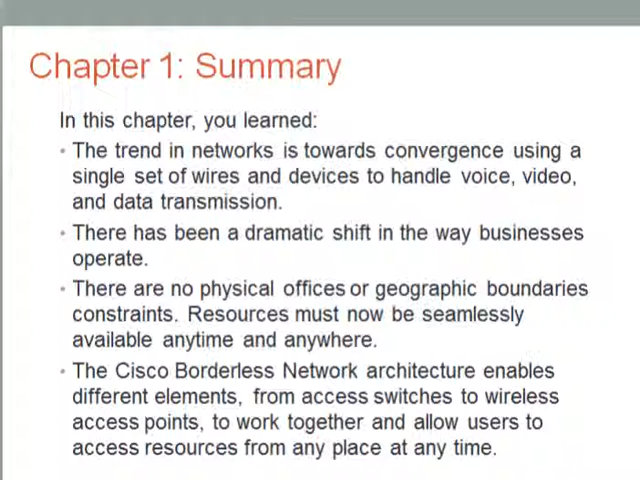 Chapter 1: Summary
In this chapter, you learned:
• The trend in networks is towards convergence using a
single set of wires and devices to handle voice, video,
and data transmission.
• There has been a dramatic shift in the way businesses
operate.
• There are no physical offices or geographic boundaries
constraints. Resources must now be seamlessly
available anytime and anywhere.
• The Cisco Borderless Network architecture enables
different elements, from access switches to wireless
access points, to work together and allow users to
access resources from any place at any time.